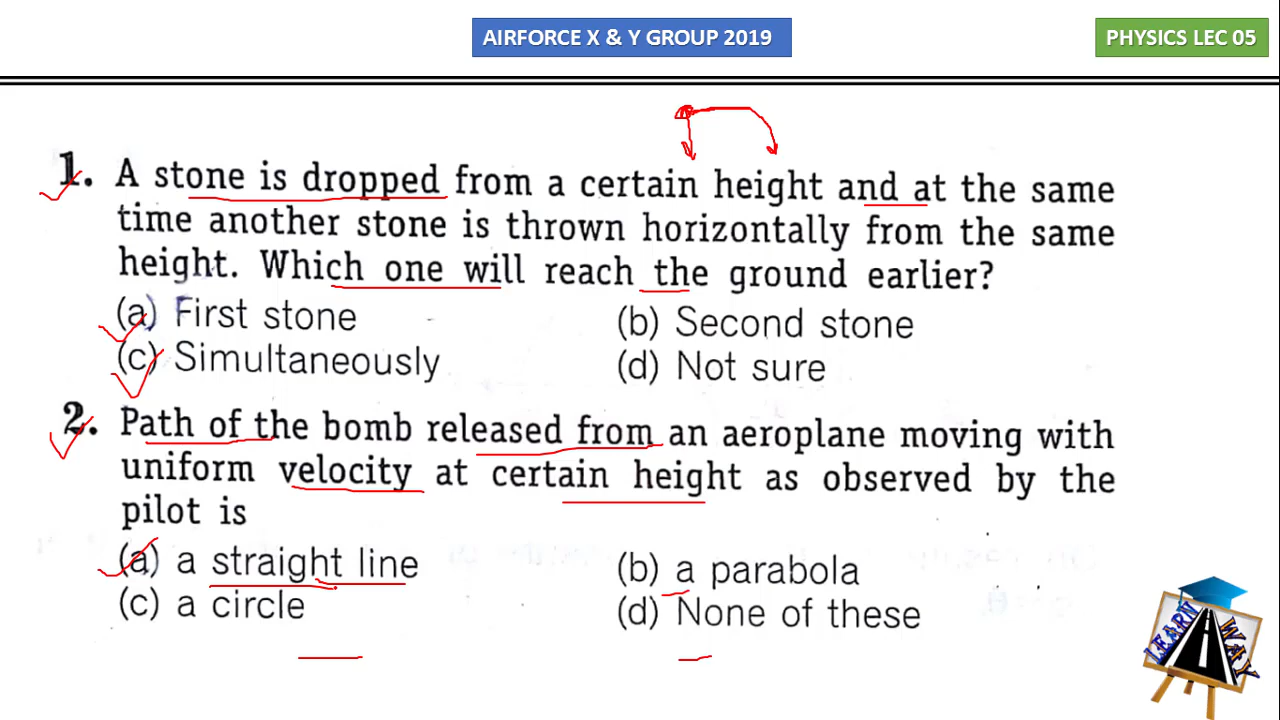 AIRFORCE X & Y GROUP 2019
PHYSICS LEC 05
1. A stone is dropped from a certain height and at the same
time another stone is thrown horizontally from the same
height. Which one will reach the ground earlier?
(a) First stone (b) Second stone
(c) Simultaneously (d) Not sure
2. Path of the bomb released from an aeroplane moving with
uniform velocity at certain height as observed by the
pilot is
(a) a straight line (b) a parabola
(c) a circle (d) None of these
LEARN WAY